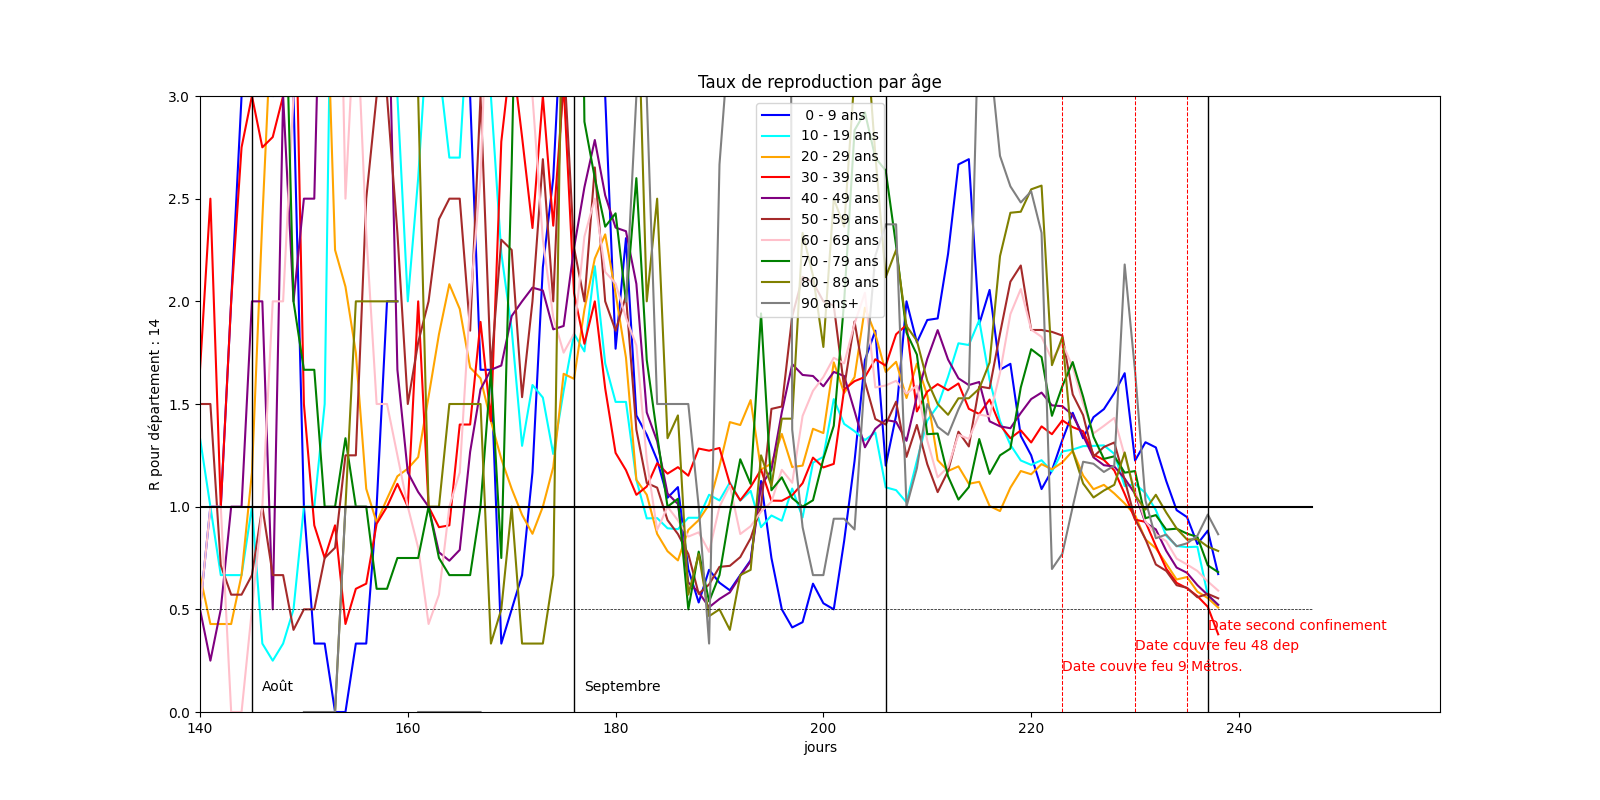 Taux de reproduction par âge
R pour département : 14
3.0
2.5
2.0
1.5
1.0
0.5
0.0
0 - 9 ans
10 - 19 ans
20 - 29 ans
30 - 39 ans
40 - 49 ans
50 - 59 ans
60 - 69 ans
70 - 79 ans
80 - 89 ans
90 ans+
Date second confinement
Date couvre feu 48 dep
Date couvre feu 9 Métros.
Août
Septembre
140
160
180
200
220
240
jours